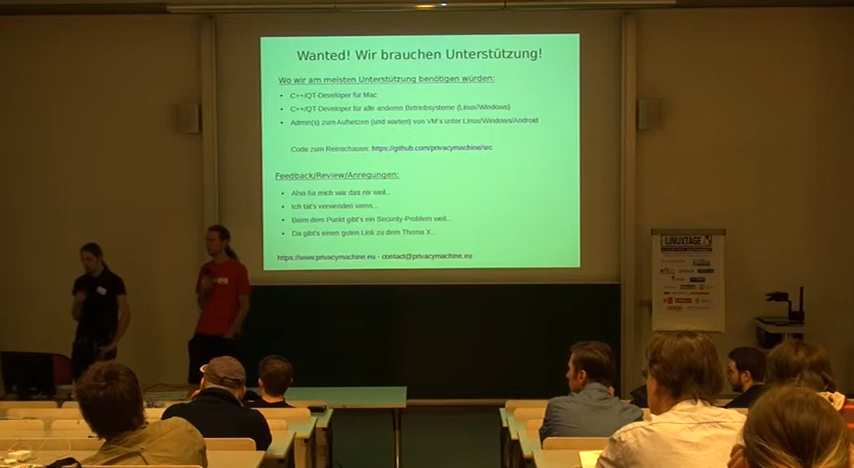 Wanted! Wir brauchen Unterstützung!
Wo wir am meisten Unterstützung benötigen würden:
• C++/QT-Developer für Mac
• C++/QT-Developer für alle anderen Betriebsysteme (Linux/Windows)
• Admin(s) zum Aufsetzen (und warten) von VM's unter Linux/Windows/Android
Code zum Reinschauen: https://github.com/privacymachine/src
Feedback/Review/Anregungen:
• Also für mich wär das nix weil..
• Ich tät's verwenden wenn...
• Beim dem Punkt gibt's ein Security-Problem weil...
• Da gibt's einen guten Link zu dem Thema X...
https://www.privacymachine.eu - contact@privacymachine.eu
LINUXTAGE